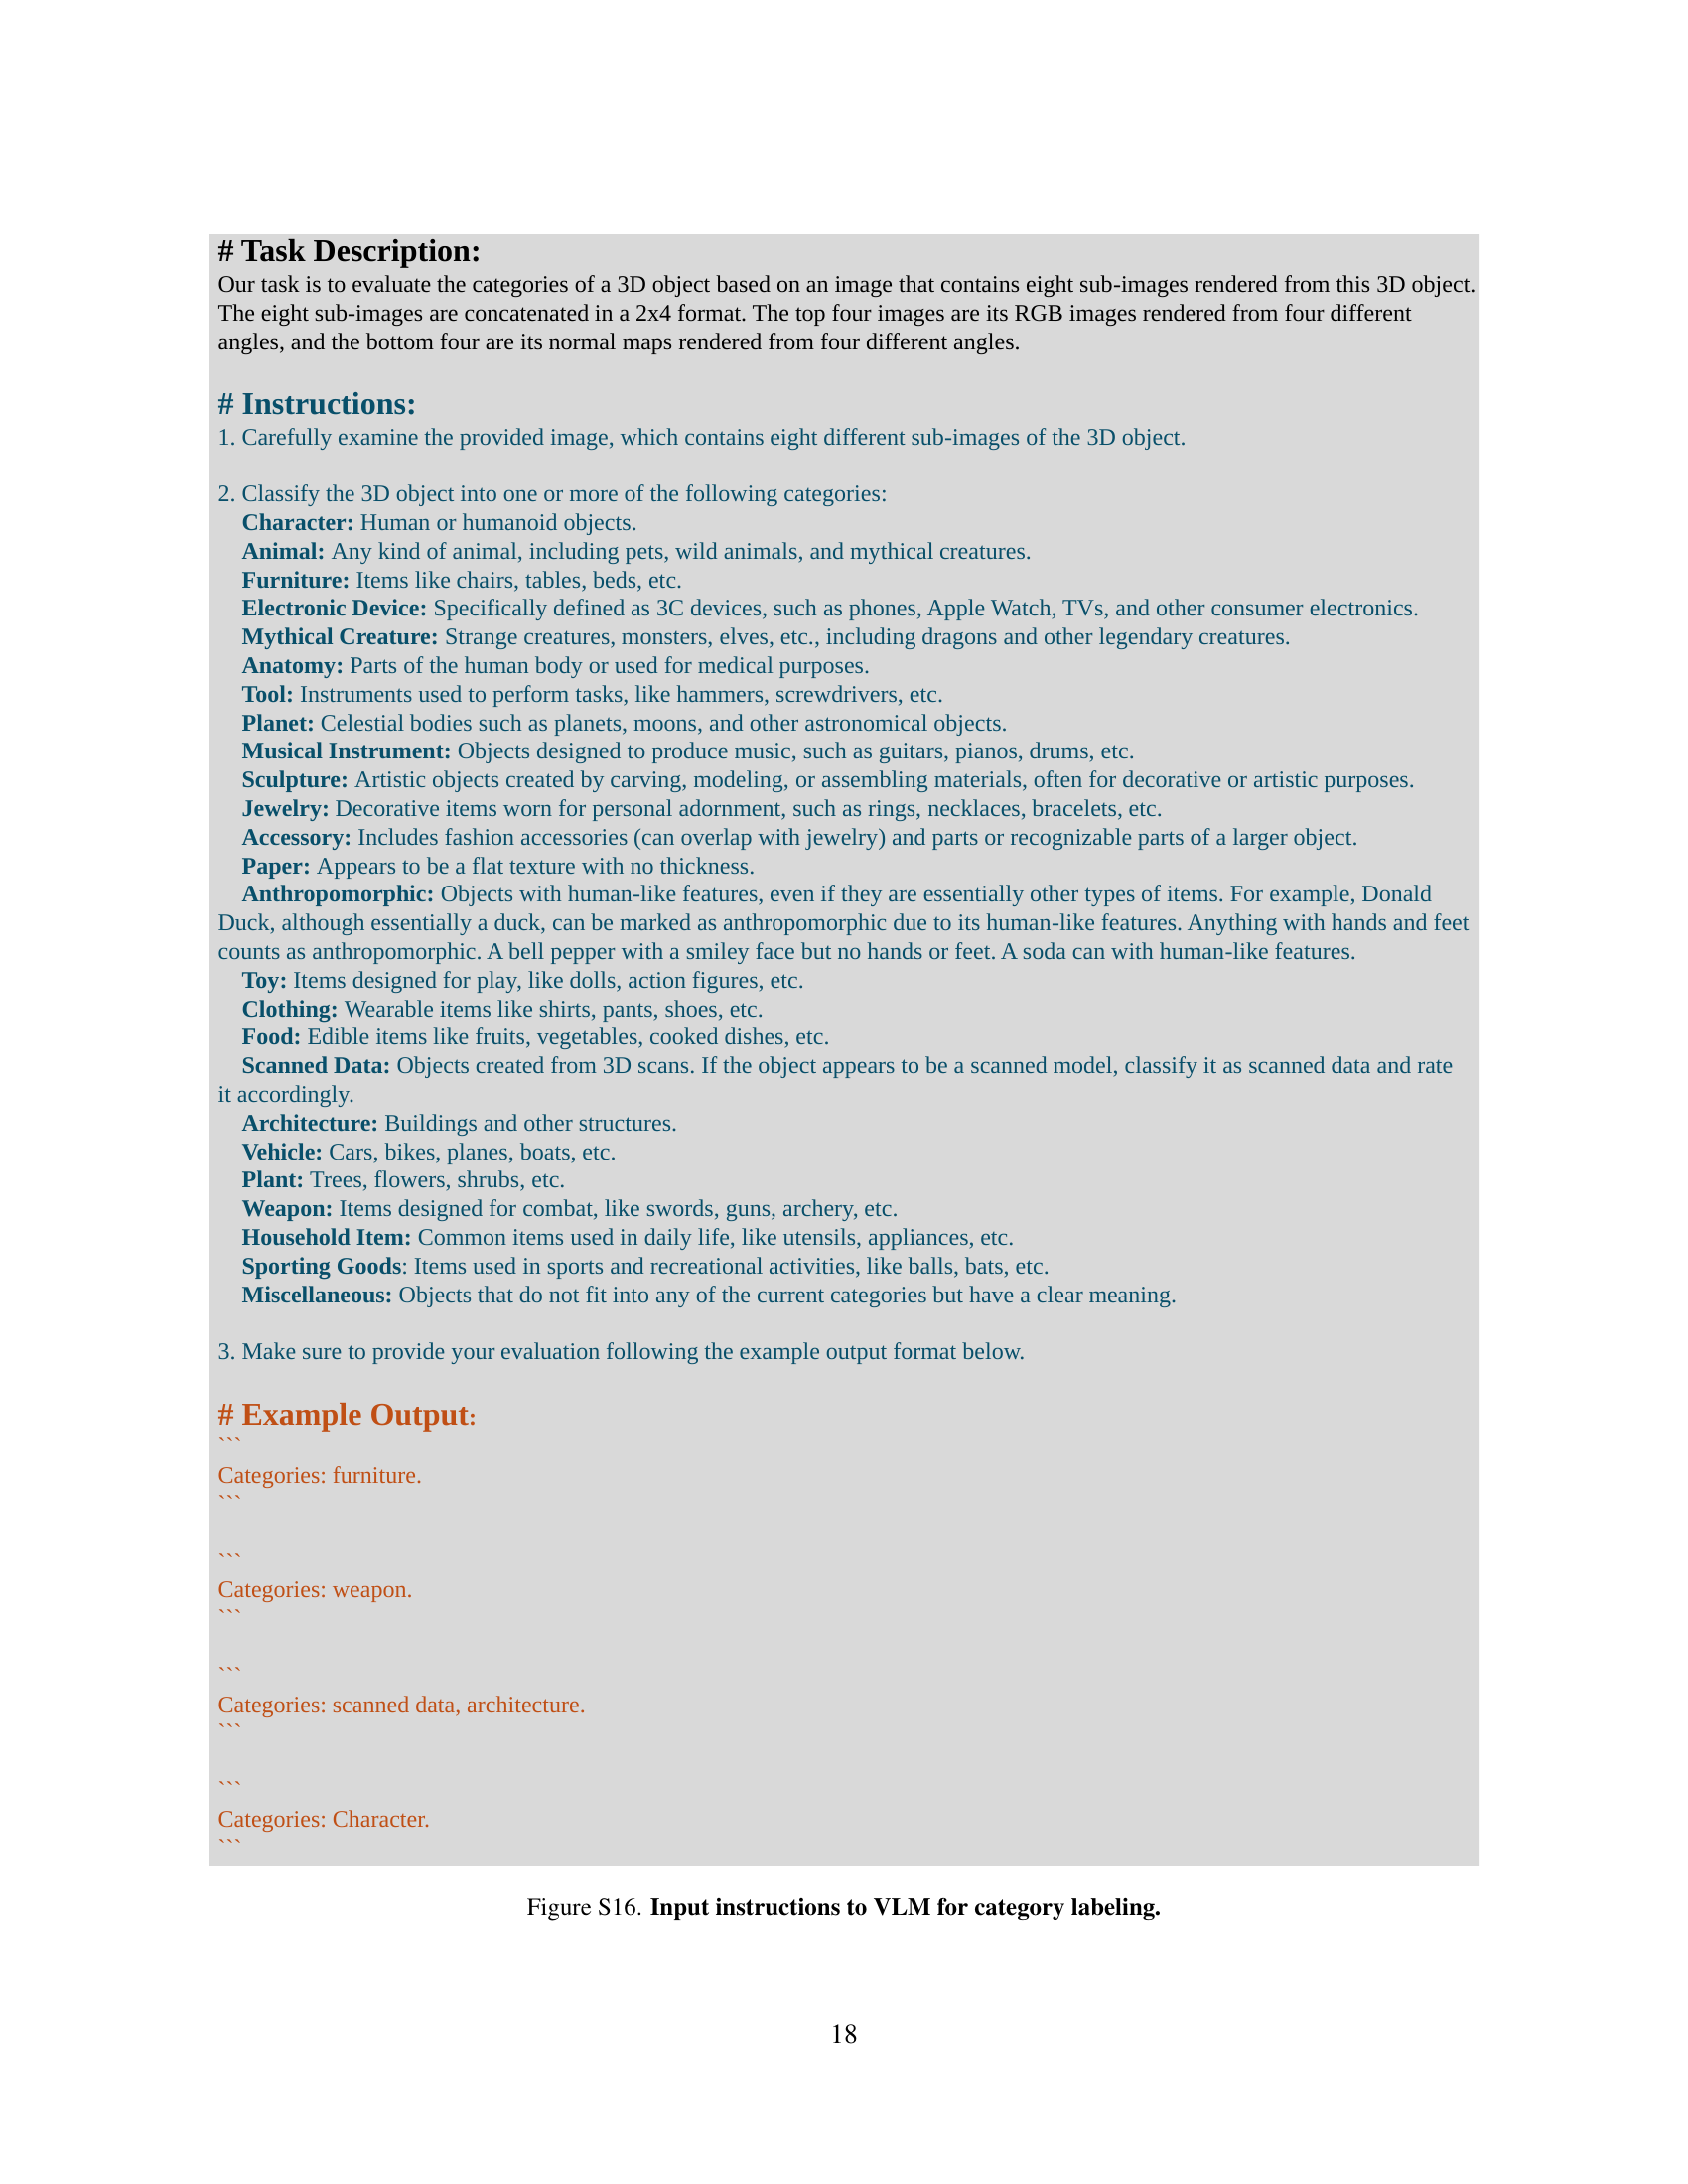 # Task Description:
Our task is to evaluate the categories of a 3D object based on an image that contains eight sub-images rendered from this 3D object.
The eight sub-images are concatenated in a 2x4 format. The top four images are its RGB images rendered from four different
angles, and the bottom four are its normal maps rendered from four different angles.
# Instructions:
1. Carefully examine the provided image, which contains eight different sub-images of the 3D object.
2. Classify the 3D object into one or more of the following categories:
Character: Human or humanoid objects.
Animal: Any kind of animal, including pets, wild animals, and mythical creatures.
Furniture: Items like chairs, tables, beds, etc.
Electronic Device: Specifically defined as 3C devices, such as phones, Apple Watch, TVs, and other consumer electronics.
Mythical Creature: Strange creatures, monsters, elves, etc., including dragons and other legendary creatures.
Anatomy: Parts of the human body or used for medical purposes.
Tool: Instruments used to perform tasks, like hammers, screwdrivers, etc.
Planet: Celestial bodies such as planets, moons, and other astronomical objects.
Musical Instrument: Objects designed to produce music, such as guitars, pianos, drums, etc.
Sculpture: Artistic objects created by carving, modeling, or assembling materials, often for decorative or artistic purposes.
Jewelry: Decorative items worn for personal adornment, such as rings, necklaces, bracelets, etc.
Accessory: Includes fashion accessories (can overlap with jewelry) and parts or recognizable parts of a larger object.
Paper: Appears to be a flat texture with no thickness.
Anthropomorphic: Objects with human-like features, even if they are essentially other types of items. For example, Donald
Duck, although essentially a duck, can be marked as anthropomorphic due to its human-like features. Anything with hands and feet
counts as anthropomorphic. A bell pepper with a smiley face but no hands or feet. A soda can with human-like features.
Toy: Items designed for play, like dolls, action figures, etc.
Clothing: Wearable items like shirts, pants, shoes, etc.
Food: Edible items like fruits, vegetables, cooked dishes, etc.
Scanned Data: Objects created from 3D scans. If the object appears to be a scanned model, classify it as scanned data and rate
it accordingly.
Architecture: Buildings and other structures.
Vehicle: Cars, bikes, planes, boats, etc.
Plant: Trees, flowers, shrubs, etc.
Weapon: Items designed for combat, like swords, guns, archery, etc.
Household Item: Common items used in daily life, like utensils, appliances, etc.
Sporting Goods: Items used in sports and recreational activities, like balls, bats, etc.
Miscellaneous: Objects that do not fit into any of the current categories but have a clear meaning.
3. Make sure to provide your evaluation following the example output format below.
# Example Output:
```
Categories: furniture.
```
```
Categories: weapon.
```
```
Categories: scanned data, architecture.
```
```
Categories: Character.
```
Figure S16. Input instructions to VLM for category labeling.
18